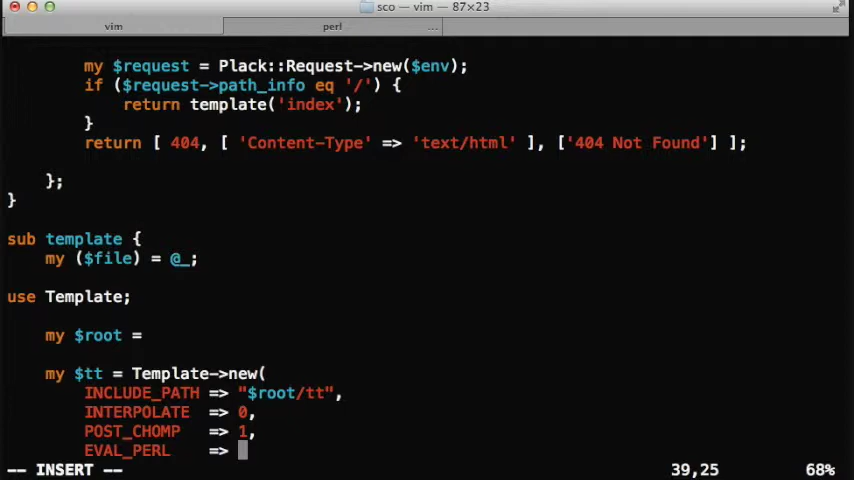 sco — vim — 87×23
vim perl ...
my $request = Plack::Request->new($env);
if ($request->path_info eq '/') {
return template('index');
}
return [ 404, [ 'Content-Type' => 'text/html' ], ['404 Not Found'] ];
};
}
sub template {
my ($file) = @_;
use Template;
my $root =
my $tt = Template->new(
INCLUDE_PATH => "$root/tt",
INTERPOLATE => 0,
POST_CHOMP => 1,
EVAL_PERL =>
-- INSERT -- 39,25 68%